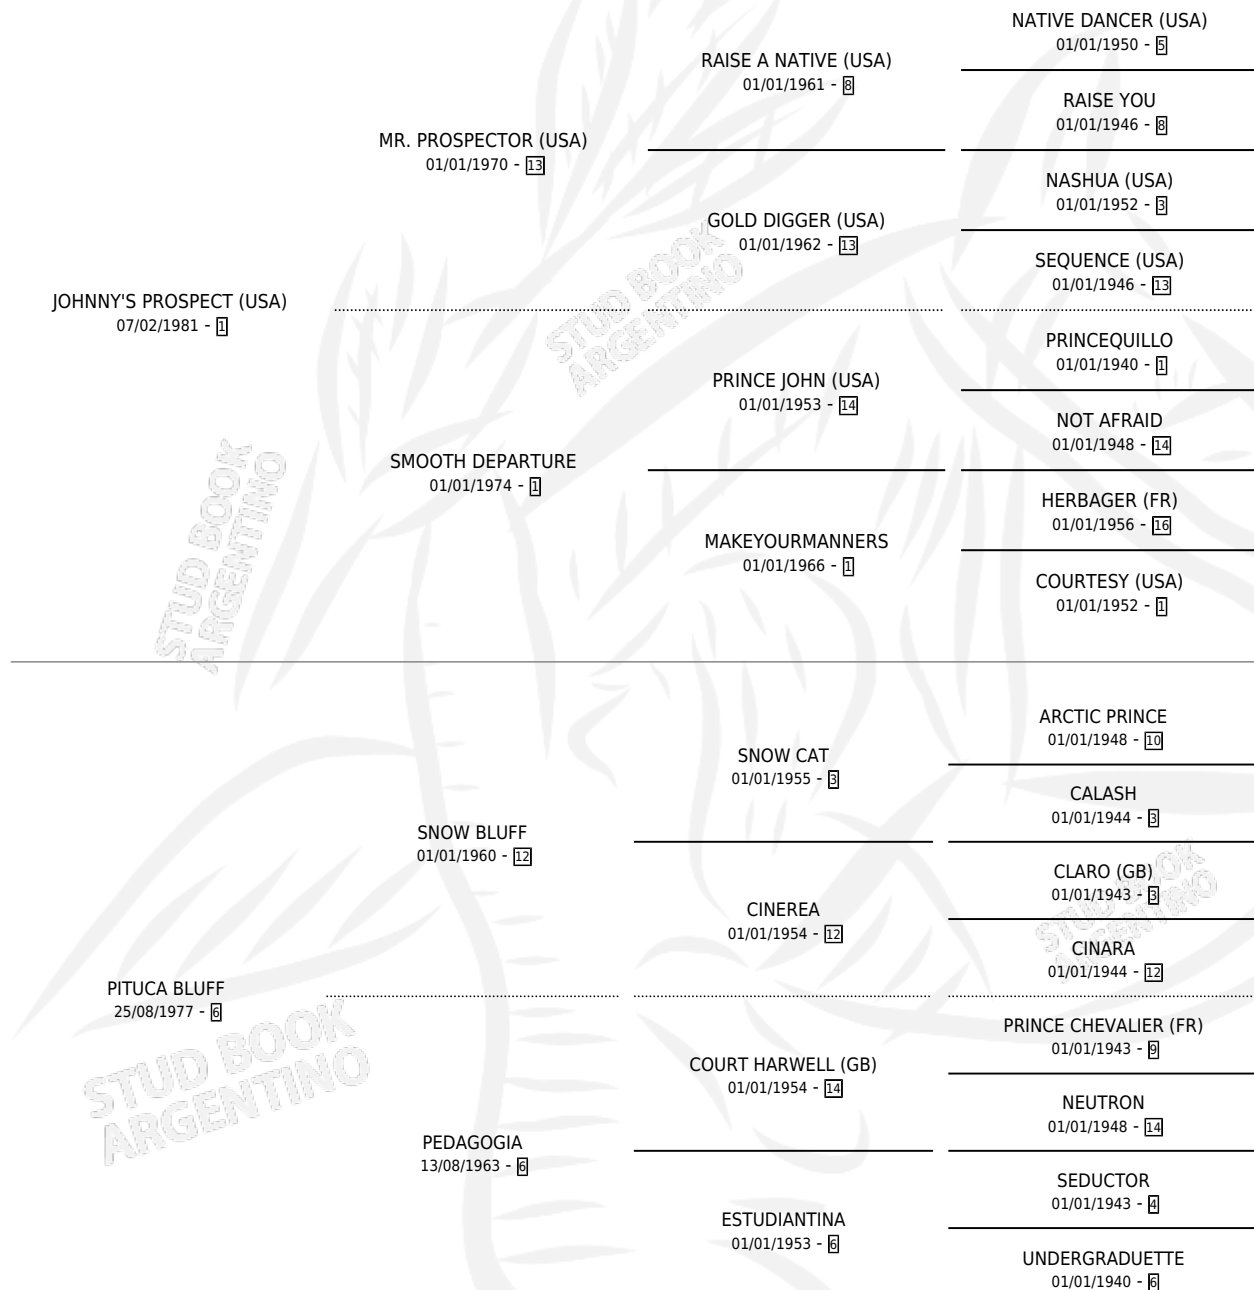 NATIVE DANCER (USA)
01/01/1950 - 5
RAISE A NATIVE (USA)
01/01/1961 - 8
RAISE YOU
01/01/1946 - 8
MR. PROSPECTOR (USA)
01/01/1970 - 13
NASHUA (USA)
01/01/1952 - 3
GOLD DIGGER (USA)
01/01/1962 - 13
SEQUENCE (USA)
01/01/1946 - 13
JOHNNY'S PROSPECT (USA)
07/02/1981 - 1
STUD BOOK
ARGENTINO
PRINCEQUILLO
01/01/1940 - 1
PRINCE JOHN (USA)
01/01/1953 - 14
NOT AFRAID
01/01/1948 - 14
SMOOTH DEPARTURE
01/01/1974 - 1
HERBAGER (FR)
01/01/1956 - 16
MAKEYOURMANNERS
01/01/1966 - 1
COURTESY (USA)
01/01/1952 - 1
STUD BOOK
ARGENTINO
ARCTIC PRINCE
01/01/1948 - 10
SNOW CAT
01/01/1955 - 3
CALASH
01/01/1944 - 3
SNOW BLUFF
01/01/1960 - 12
CLARO (GB)
01/01/1943 - 3
CINEREA
01/01/1954 - 12
STUD BOOK
ARGENTINO
CINARA
01/01/1944 - 12
PITUCA BLUFF
25/08/1977 - 6
PRINCE CHEVALIER (FR)
01/01/1943 - 9
COURT HARWELL (GB)
01/01/1954 - 14
STUD BOOK
ARGENTINO
NEUTRON
01/01/1948 - 14
PEDAGOGIA
13/08/1963 - 6
SEDUCTOR
01/01/1943 - 4
ESTUDIANTINA
01/01/1953 - 6
UNDERGRADUETTE
01/01/1940 - 6